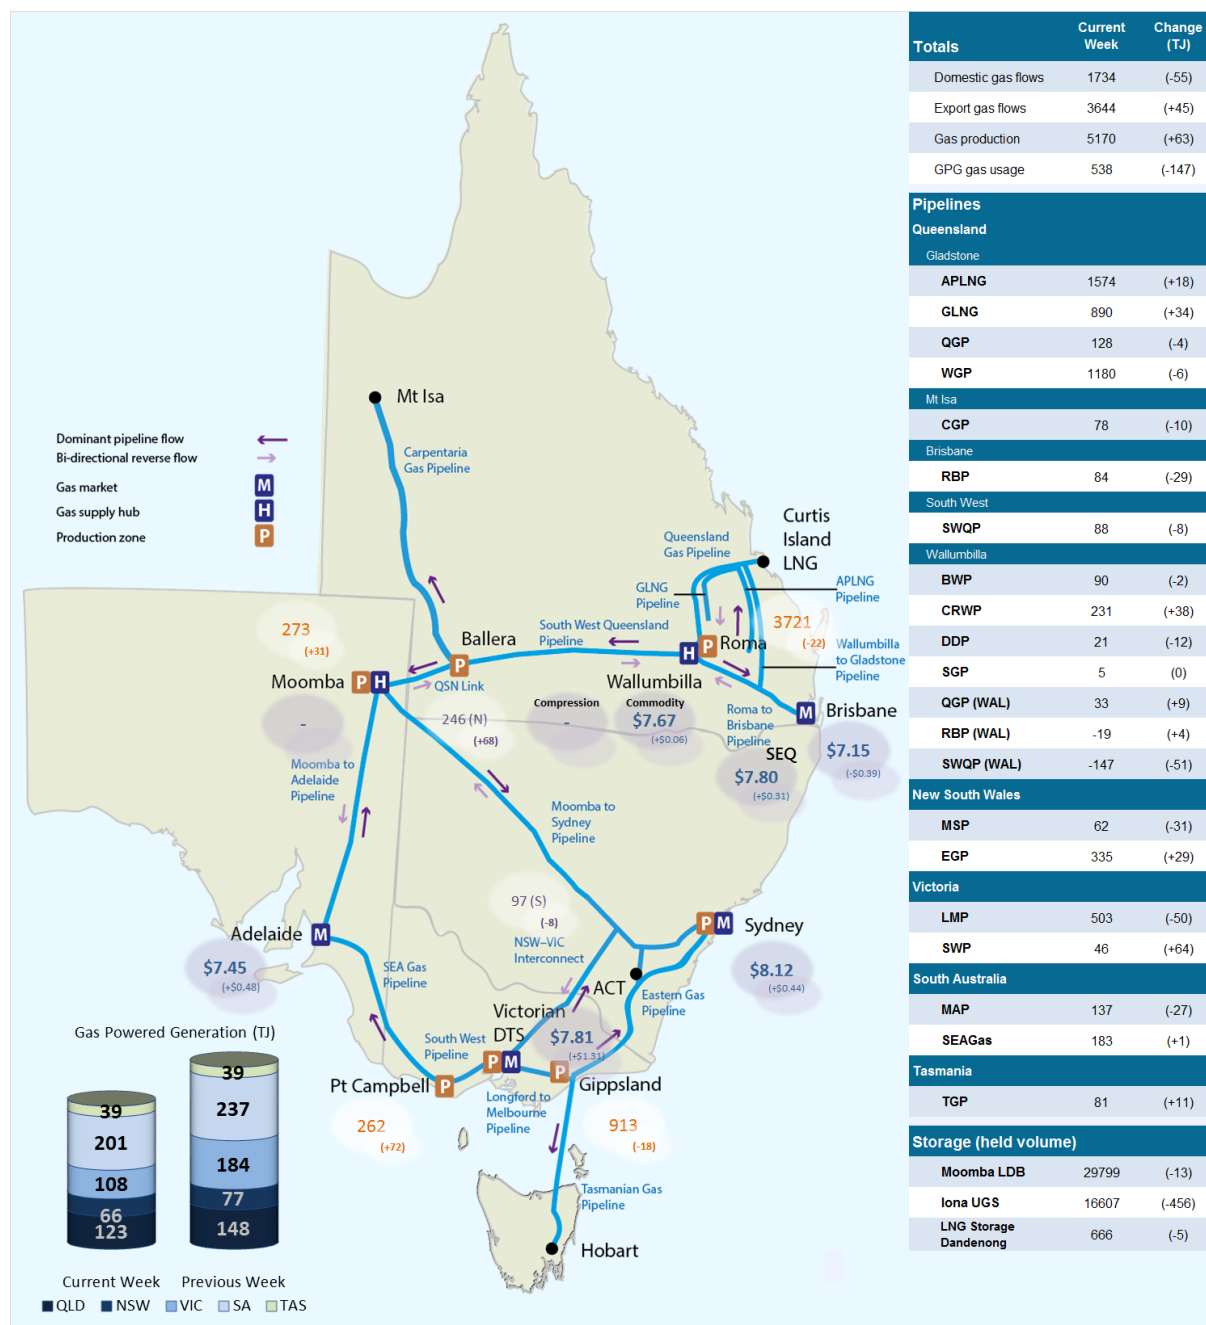 Totals Current Week Change (TJ)
Domestic gas flows 1734 (-55)
Export gas flows 3644 (+45)
Gas production 5170 (+63)
GPG gas usage 538 (-147)
Pipelines
Queensland
Gladstone
APLNG 1574 (+18)
GLNG 890 (+34)
QGP 128 (-4)
WGP 1180 (-6)
Mt Isa
CGP 78 (-10)
Brisbane
RBP 84 (-29)
South West
SWQP 88 (-8)
Wallumbilla
BWP 90 (-2)
CRWP 231 (+38)
DDP 21 (-12)
SGP 5 (0)
QGP (WAL) 33 (+9)
RBP (WAL) -19 (+4)
SWQP (WAL) -147 (-51)
New South Wales
MSP 62 (-31)
EGP 335 (+29)
Victoria
LMP 503 (-50)
SWP 46 (+64)
South Australia
MAP 137 (-27)
SEAGas 183 (+1)
Tasmania
TGP 81 (+11)
Storage (held volume)
Moomba LDB 29799 (-13)
Iona UGS 16607 (-456)
LNG Storage
Dandenong 666 (-5)
Mt Isa
Carpentaria
Gas Pipeline
Dominant pipeline flow
Bi-directional reverse flow
Gas market M
Gas supply hub H
Production zone P
Curtis
Island
LNG
Queensland
Gas Pipeline
GLNG
Pipeline
APLNG
Pipeline
3721
(-22)
Wallumbilla
to Gladstone
Pipeline
South West Queensland
Pipeline
H P Roma
Wallumbilla
Ballera
P
QSN Link
273
(+31)
Moomba P H
-
246 (N)
(+68)
Compression
-
Commodity
$7.67
(+$0.06)
Roma to
Brisbane
Pipeline
M Brisbane
$7.15
(-$0.39)
SEQ
$7.80
(+$0.31)
Moomba to
Adelaide
Pipeline
Moomba to
Sydney
Pipeline
97 (S)
(-8)
NSW–VIC
Interconnect
P M Sydney
$8.12
(+$0.44)
Adelaide M
$7.45
(+$0.48)
SEA Gas
Pipeline
ACT
Eastern Gas
Pipeline
Victorian
DTS
$7.81
(+$1.31)
South West
Pipeline
P M
P
Gippsland
Pt Campbell P
262
(+72)
Longford to
Melbourne
Pipeline
913
(-18)
Tasmanian Gas
Pipeline
Hobart
Gas Powered Generation (TJ)
39
201
108
66
123
39
237
184
77
148
Current Week Previous Week
QLD NSW VIC SA TAS